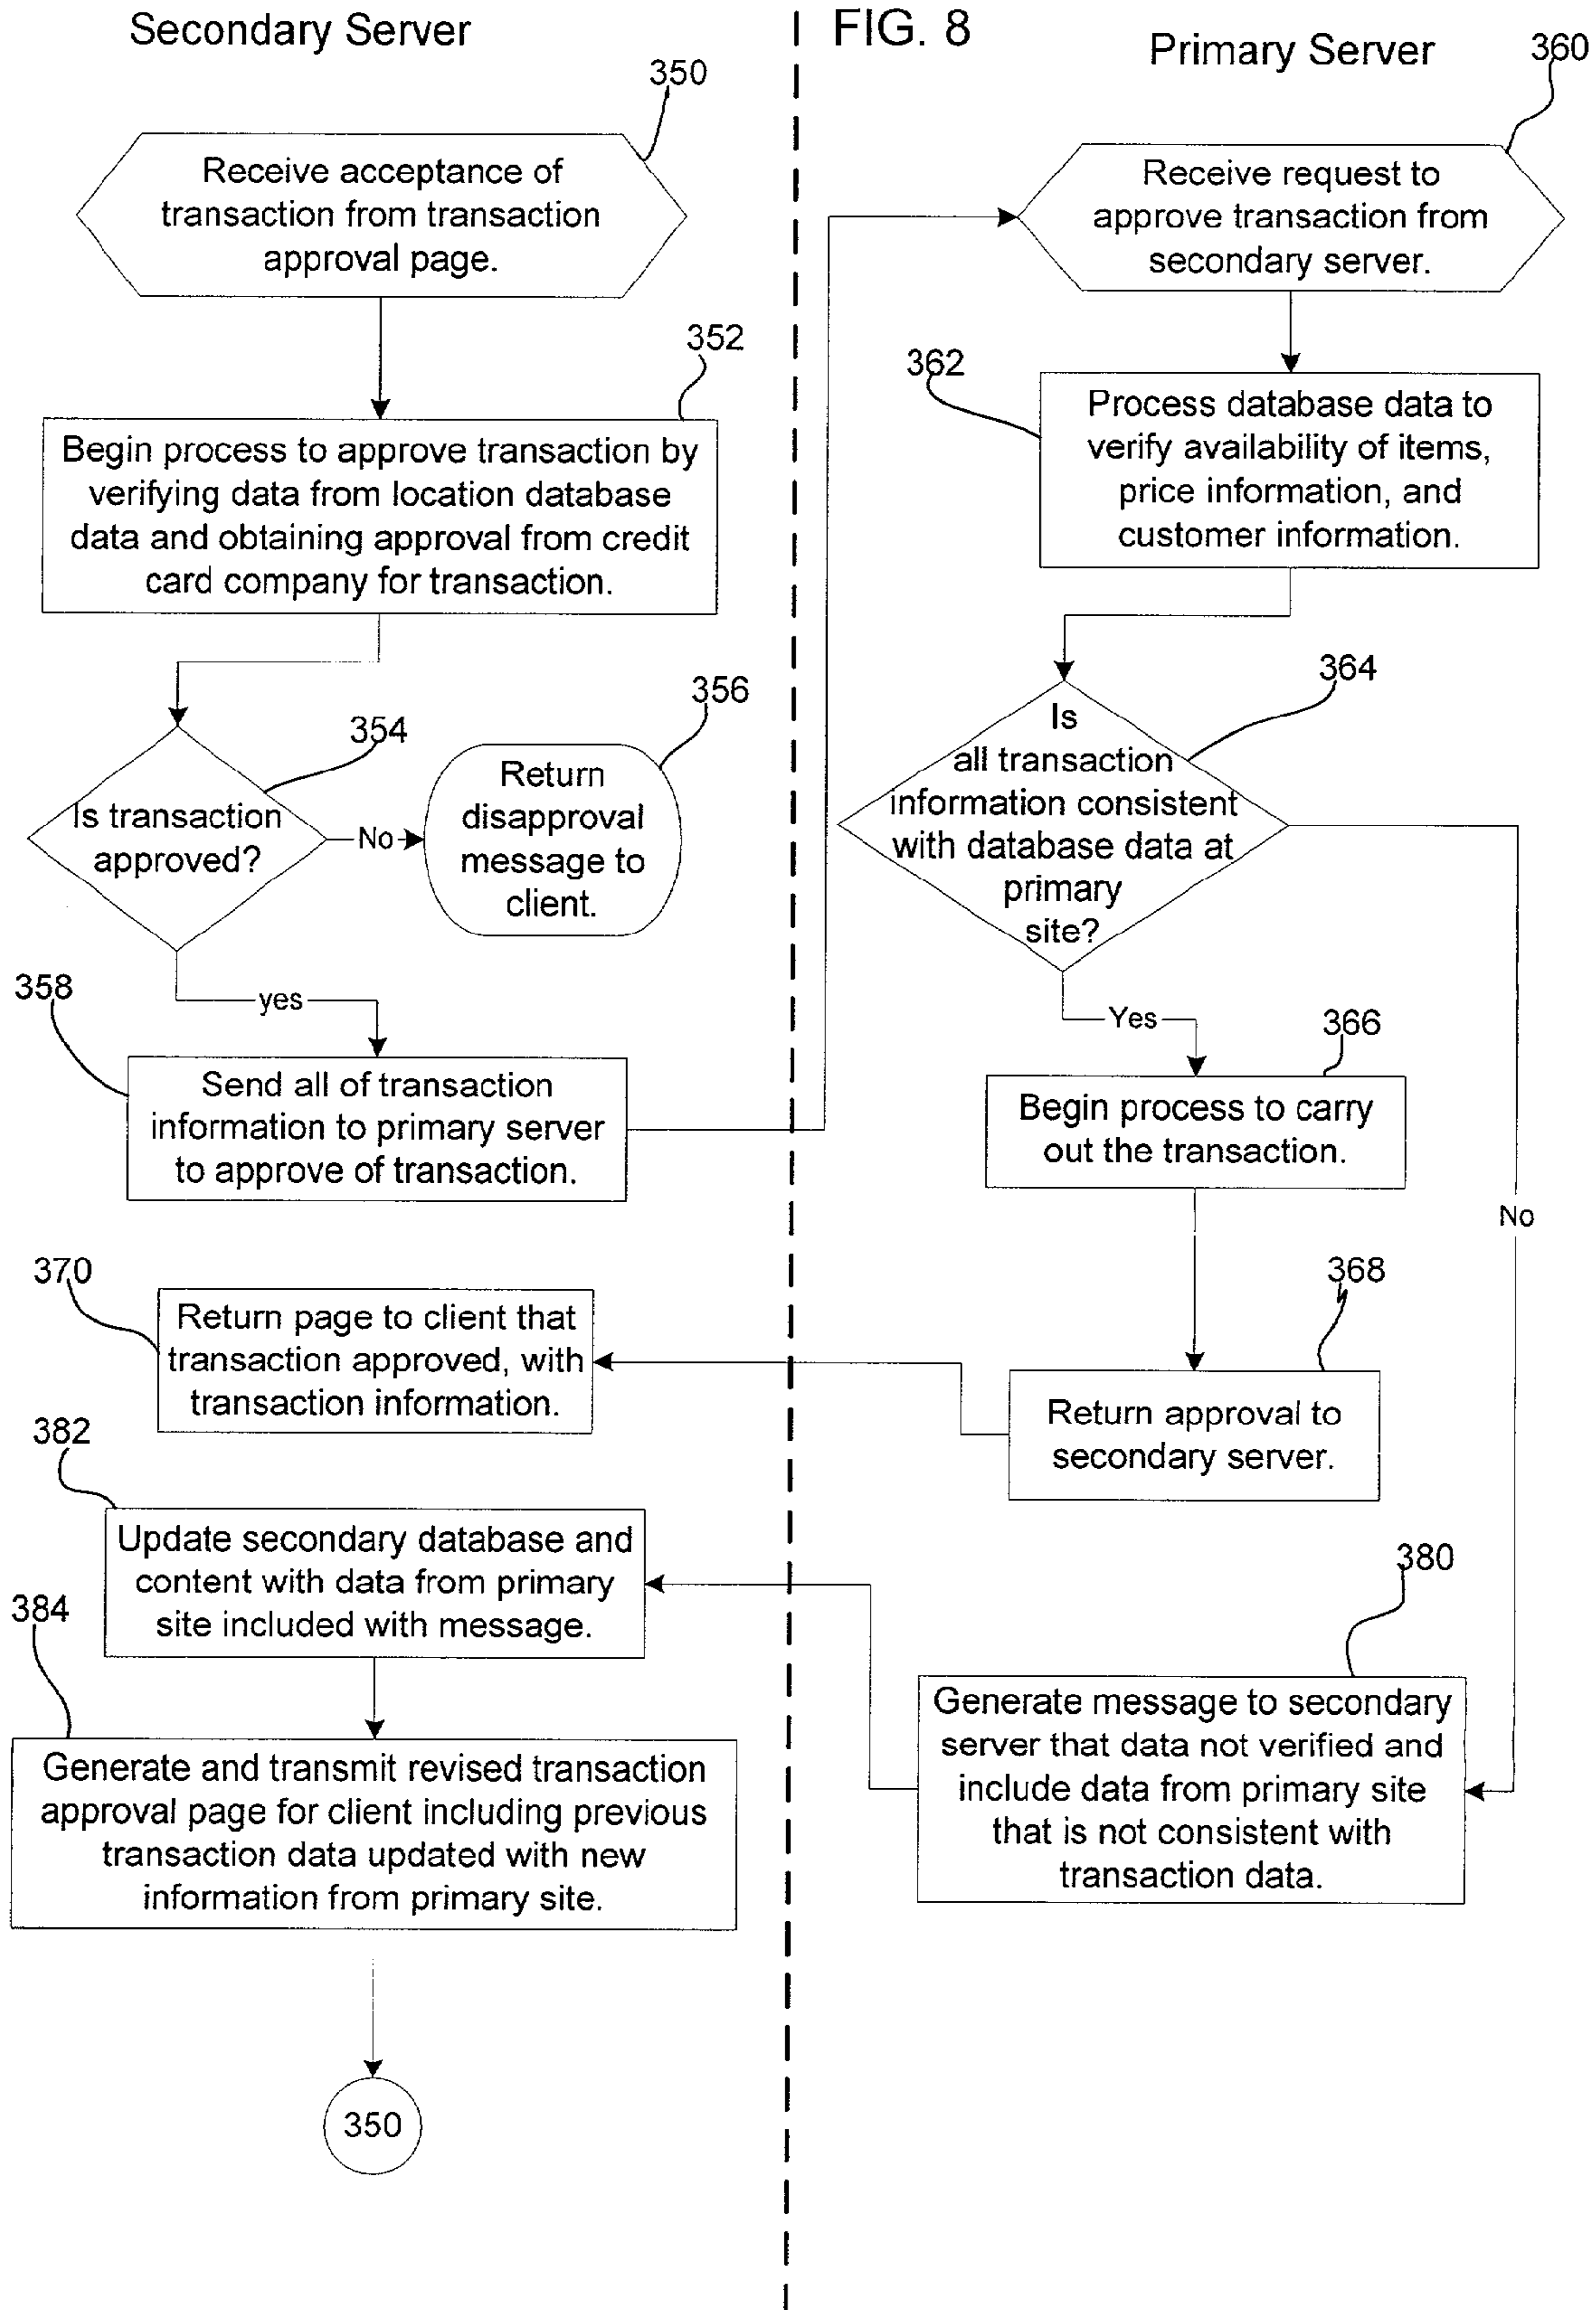 Secondary Server
FIG. 8
Primary Server
350
Receive acceptance of
transaction from transaction
approval page.
352
Begin process to approve transaction by
verifying data from location database
data and obtaining approval from credit
card company for transaction.
354
Is transaction
approved?
No
356
Return
disapproval
message to
client.
yes
358
Send all of transaction
information to primary server
to approve of transaction.
360
Receive request to
approve transaction from
secondary server.
362
Process database data to
verify availability of items,
price information, and
customer information.
364
Is
all transaction
information consistent
with database data at
primary
site?
Yes
No
366
Begin process to carry
out the transaction.
368
Return approval to
secondary server.
370
Return page to client that
transaction approved, with
transaction information.
380
Generate message to secondary
server that data not verified and
include data from primary site
that is not consistent with
transaction data.
382
Update secondary database and
content with data from primary
site included with message.
384
Generate and transmit revised transaction
approval page for client including previous
transaction data updated with new
information from primary site.
350